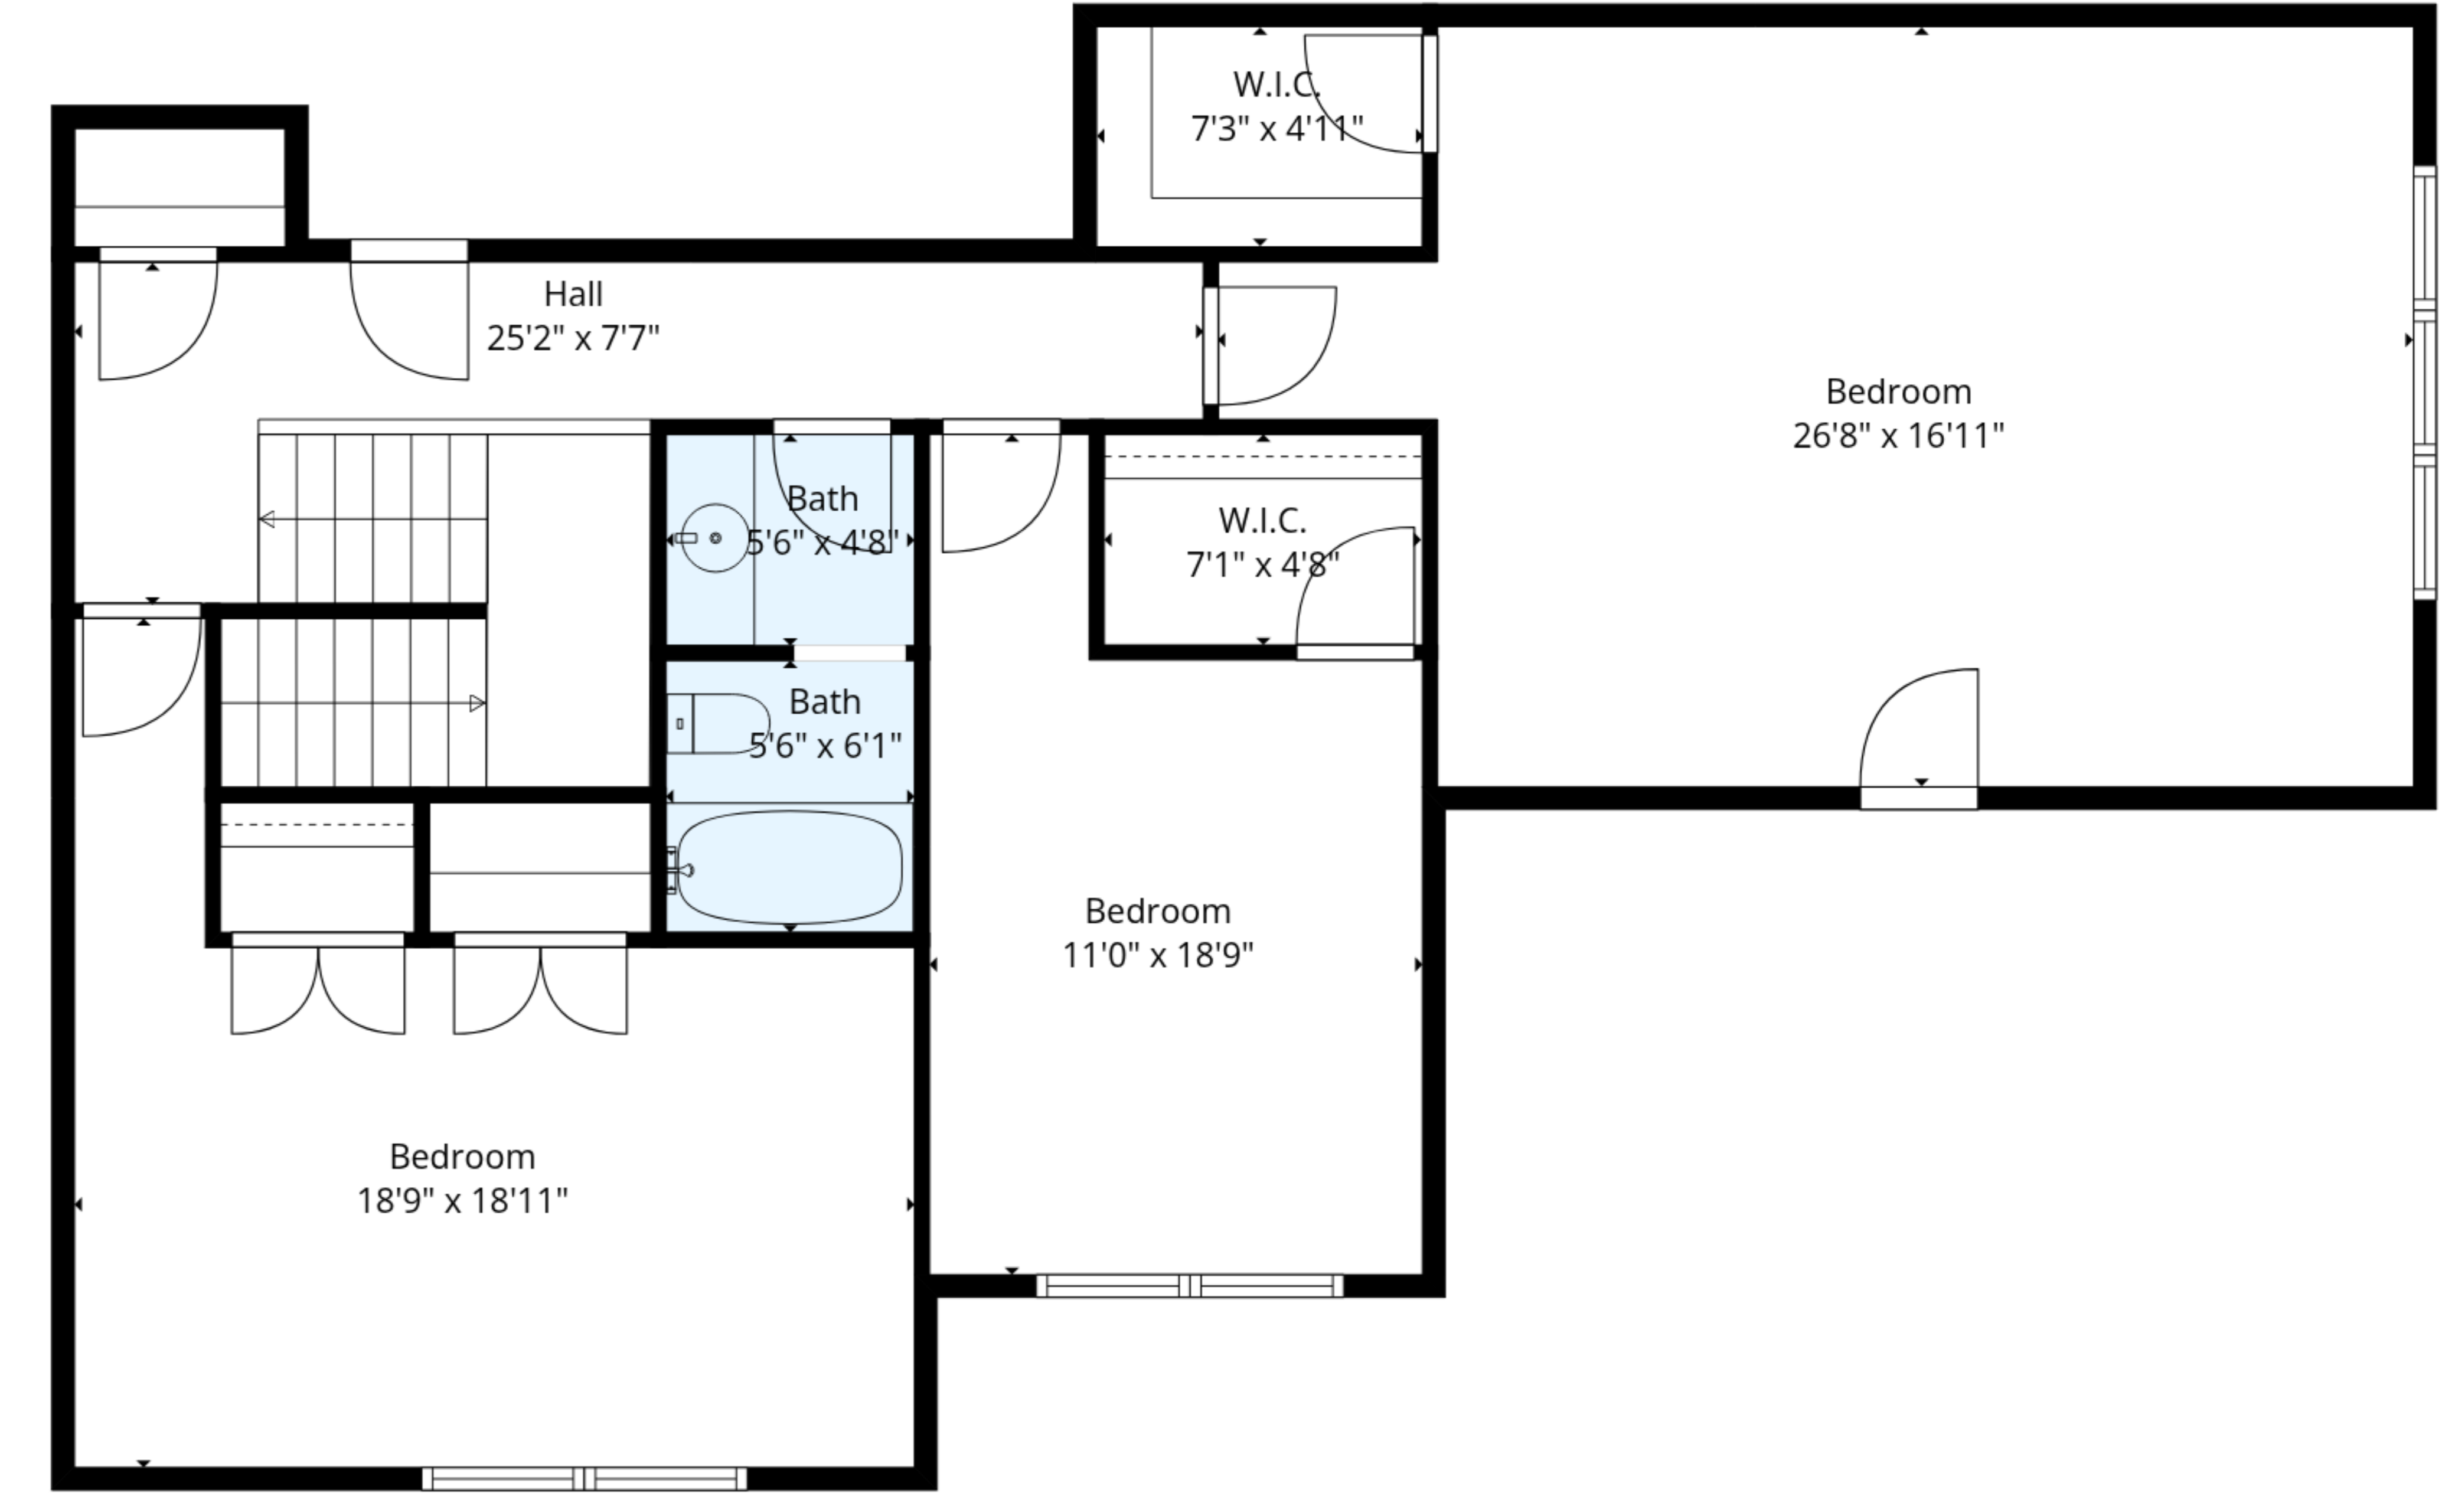 W.I.C.
7'3" x 4'11"
Hall
25'2" x 7'7"
Bedroom
26'8" x 16'11"
Bath
5'6" x 4'8"
W.I.C.
7'1" x 4'8"
Bath
5'6" x 6'1"
Bedroom
11'0" x 18'9"
Bedroom
18'9" x 18'11"